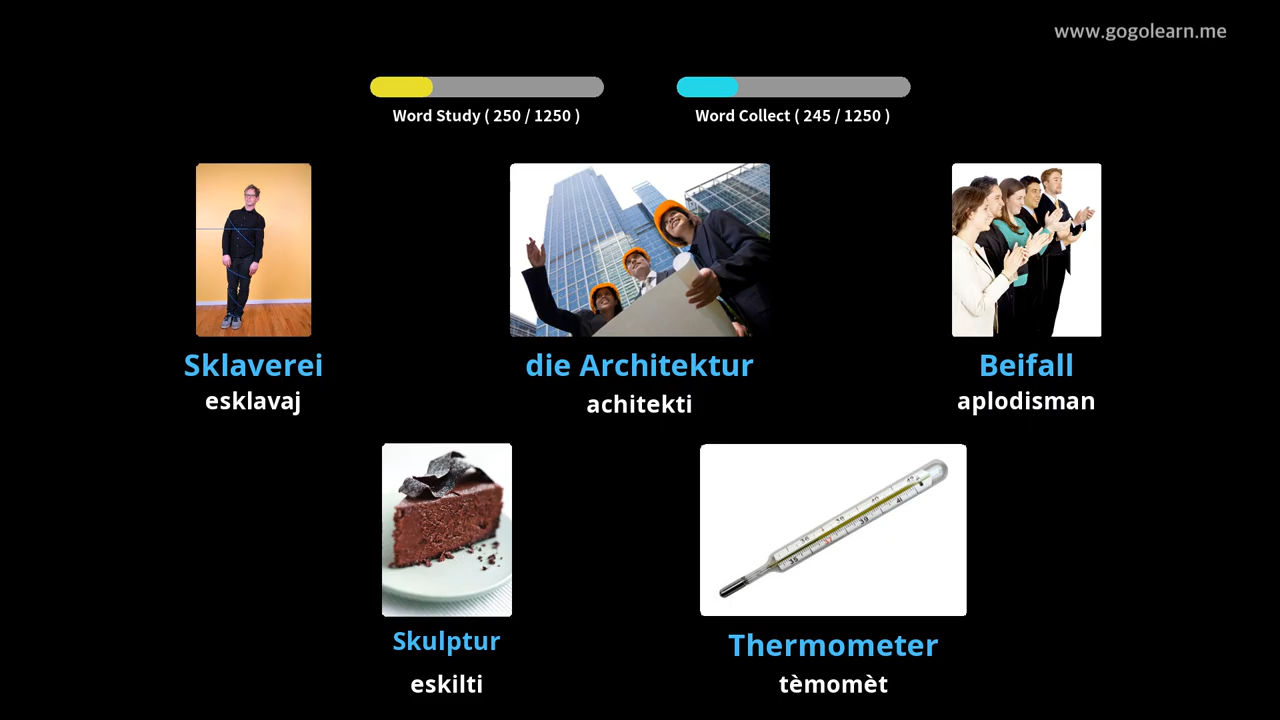 www.gogolearn.me
Word Study ( 250 / 1250 )
Word Collect ( 245 / 1250 )
Sklaverei
esklavaj
die Architektur
achitekti
Beifall
aplodisman
Skulptur
eskilti
Thermometer
tèmomèt